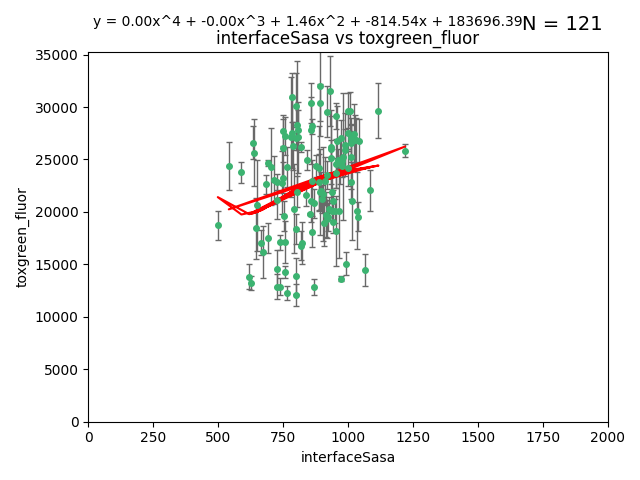 y = 0.00x^4 + -0.00x^3 + 1.46x^2 + -814.54x + 183696.39
N = 121
interfaceSasa vs toxgreen_fluor
35000
30000
25000
20000
15000
10000
5000
0
toxgreen_fluor
0 250 500 750 1000 1250 1500 1750 2000
interfaceSasa